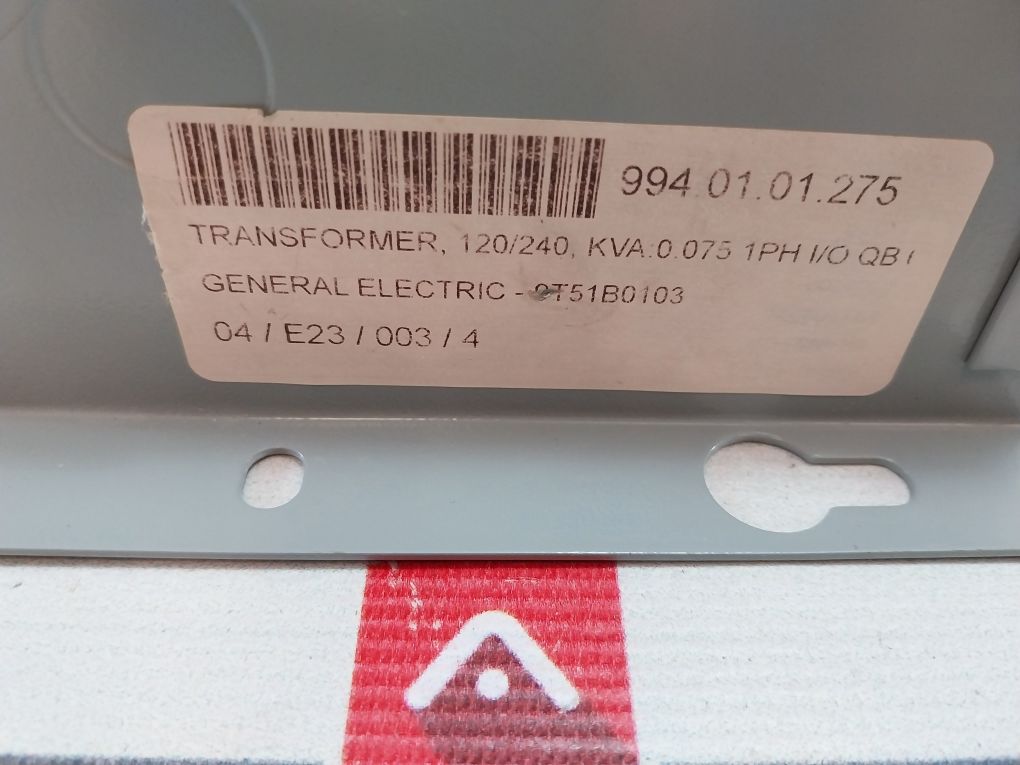 994.01.01.275
TRANSFORMER, 120/240, KVA:0.075 1PH I/O QB
GENERAL ELECTRIC - 9T51B0103
04 / E23 / 003 / 4